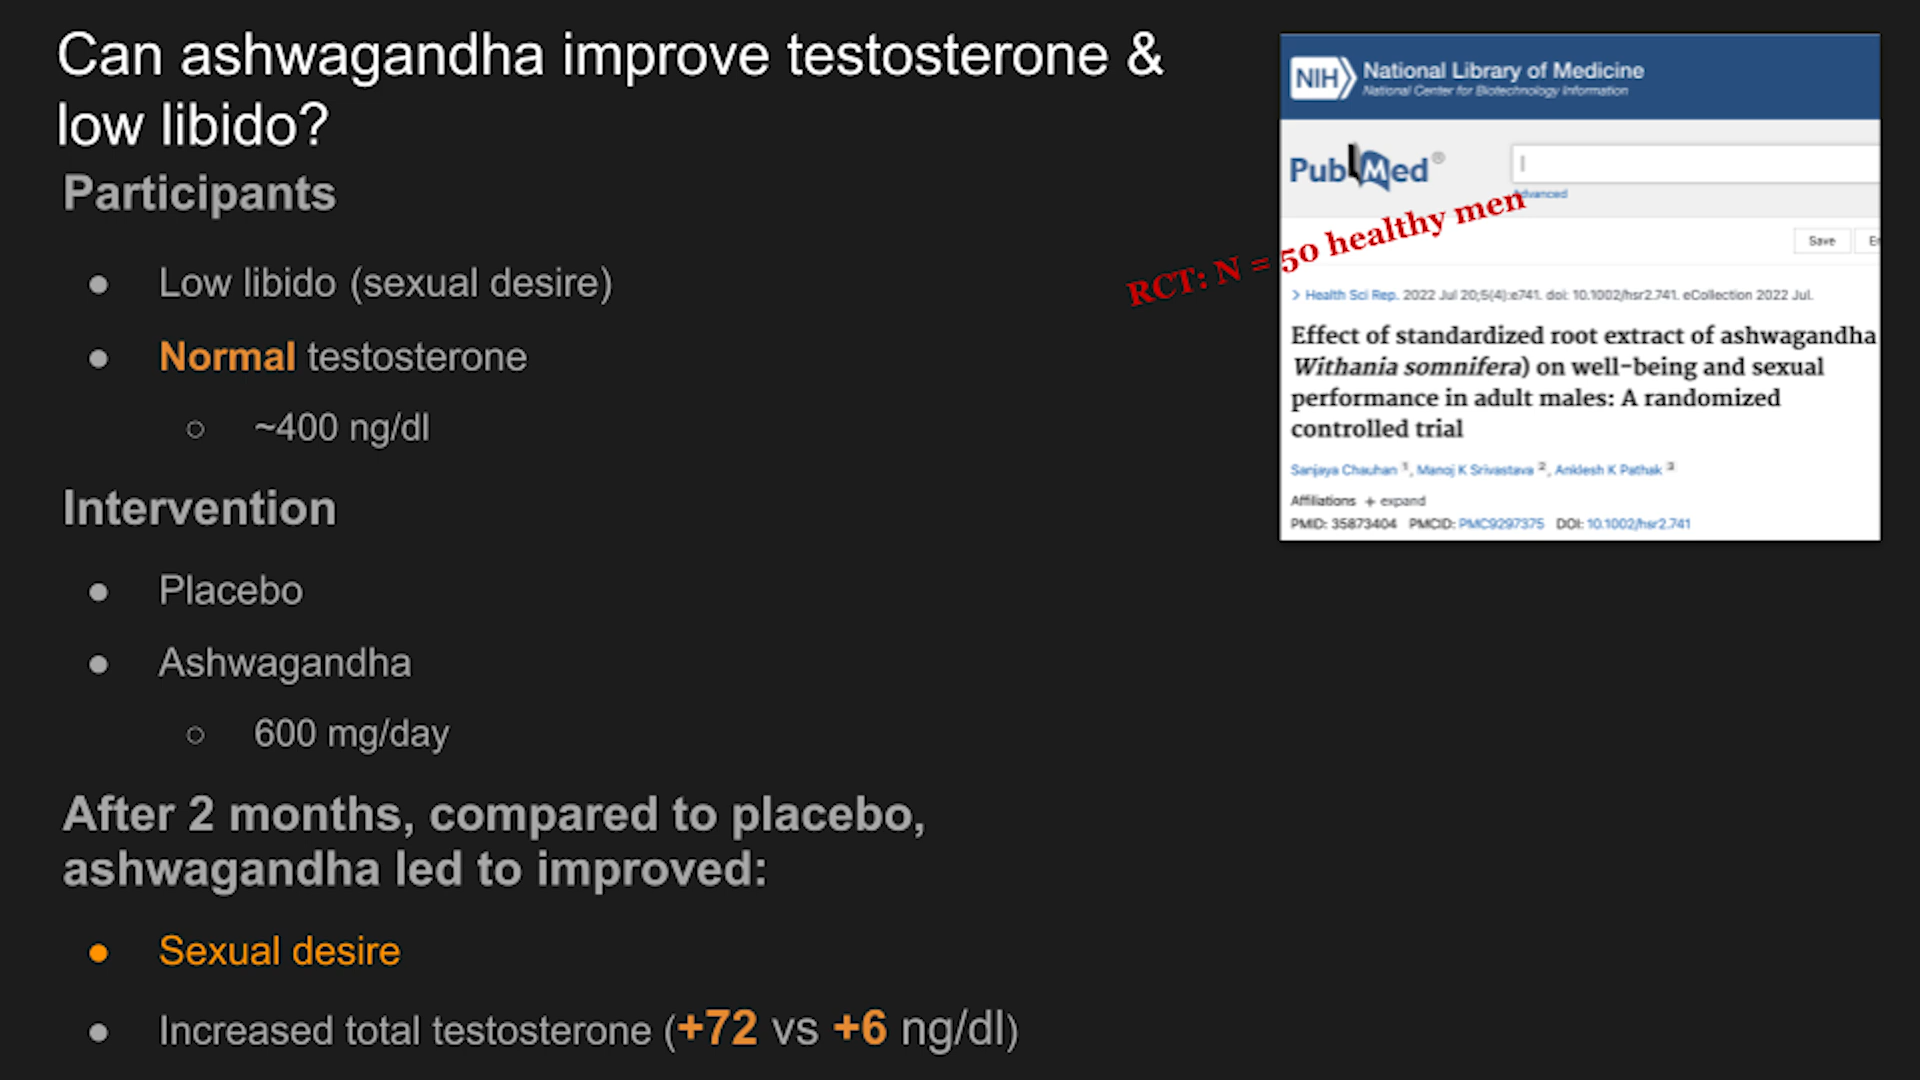 Can ashwagandha improve testosterone &
low libido?
Participants
● Low libido (sexual desire)
● Normal testosterone
○ ~400 ng/dl
Intervention
● Placebo
● Ashwagandha
○ 600 mg/day
After 2 months, compared to placebo,
ashwagandha led to improved:
● Sexual desire
● Increased total testosterone (+72 vs +6 ng/dl)
NIH National Library of Medicine
National Center for Biotechnology Information
PubMed®
Advanced
RCT: N = 50 healthy men
Save
> Health Sci Rep. 2022 Jul 20;5(4):e741. doi: 10.1002/hsr2.741. eCollection 2022 Jul.
Effect of standardized root extract of ashwagandha
Withania somnifera) on well-being and sexual
performance in adult males: A randomized
controlled trial
Sanjaya Chauhan 1, Manoj K Srivastava 2, Anklesh K Pathak 3
Affiliations + expand
PMID: 35873404 PMCID: PMC9297375 DOI: 10.1002/hsr2.741